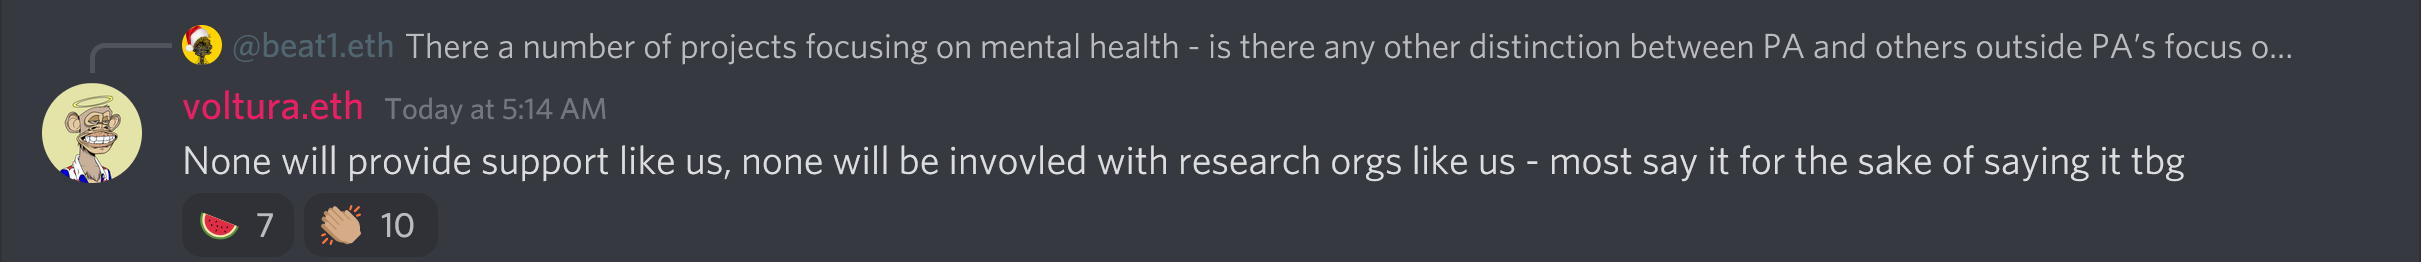 @beat1.eth There a number of projects focusing on mental health - is there any other distinction between PA and others outside PA’s focus o...
voltura.eth Today at 5:14 AM
None will provide support like us, none will be invovled with research orgs like us - most say it for the sake of saying it tbg
7 10